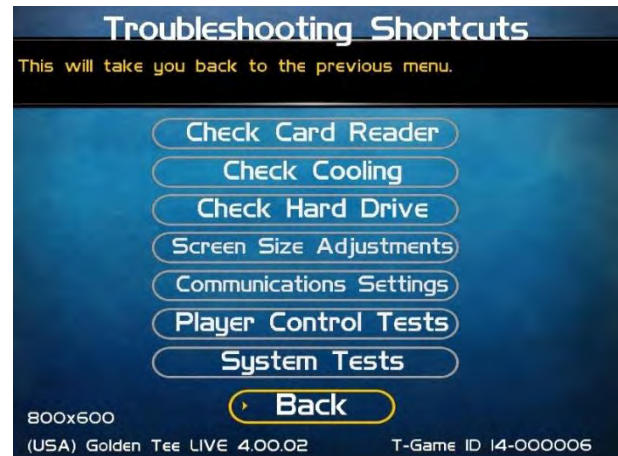 Troubleshooting Shortcuts
This will take you back to the previous menu.
Check Card Reader
Check Cooling
Check Hard Drive
Screen Size Adjustments
Communications Settings
Player Control Tests
System Tests
Back
800x600
(USA) Golden Tee LIVE 4.00.02 T-Game ID 14-000006